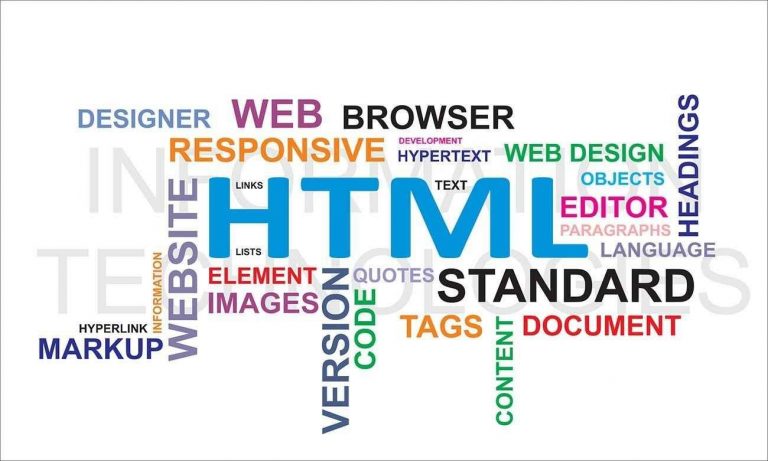 DESIGNER
WEB
BROWSER
RESPONSIVE
DEVELOPMENT
HYPERTEXT
WEB DESIGN
HEADINGS
INFORMATION
LINKS
HTML
TEXT
OBJECTS
EDITOR
PARAGRAPHS
LANGUAGE
WEBSITE
LISTS
TECHNOLOGIES
INFORMATION
ELEMENT
IMAGES
VERSION
QUOTES
CODE
STANDARD
HYPERLINK
MARKUP
TAGS
CONTENT
DOCUMENT